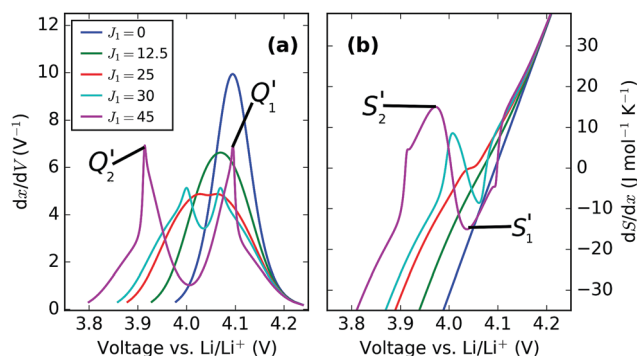 12
10
8
6
4
2
0
dx/dV (V⁻¹)
J₁ = 0
J₁ = 12.5
J₁ = 25
J₁ = 30
J₁ = 45
(a)
Q'₁
Q'₂
3.8 3.9 4.0 4.1 4.2
Voltage vs. Li/Li⁺ (V)
(b)
S'₂
S'₁
30
20
10
0
−10
−20
−30
dS/dx (J mol⁻¹ K⁻¹)
3.8 3.9 4.0 4.1 4.2
Voltage vs. Li/Li⁺ (V)